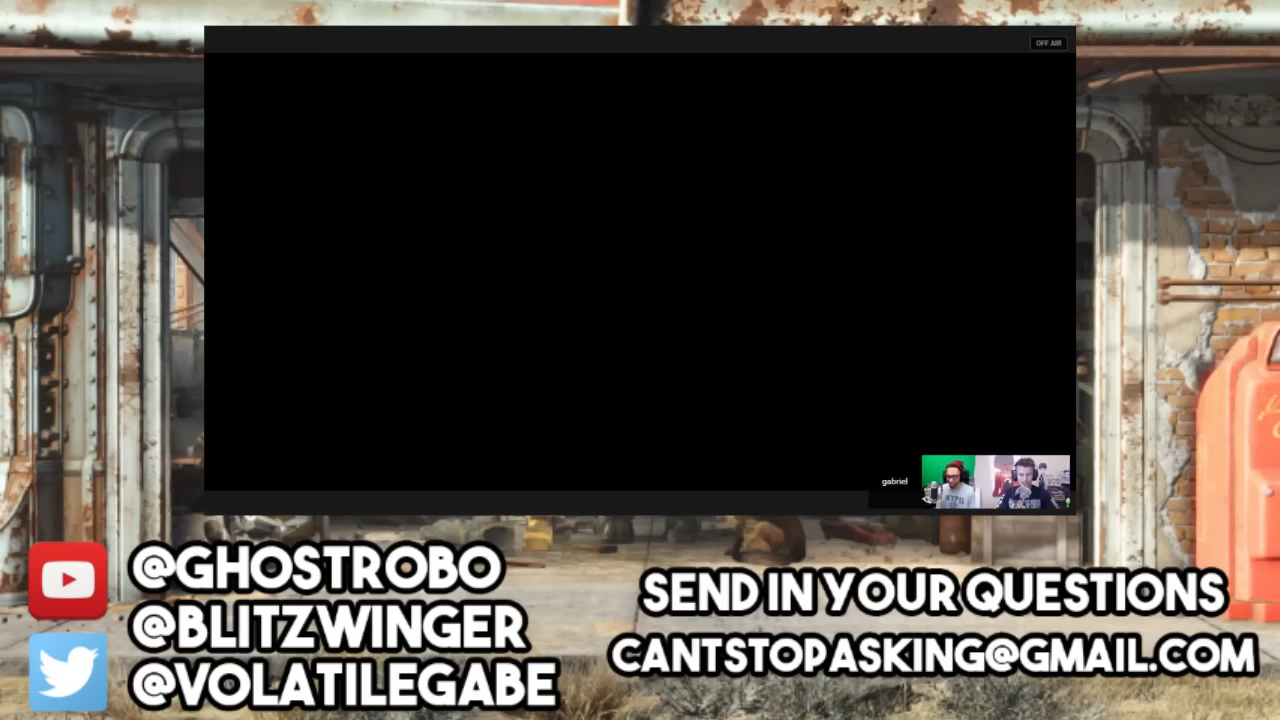 OFF AIR
gabriel
@GHOSTROBO
@BLITZWINGER
@VOLATILEGABE
SEND IN YOUR QUESTIONS
CANTSTOPASKING@GMAIL.COM